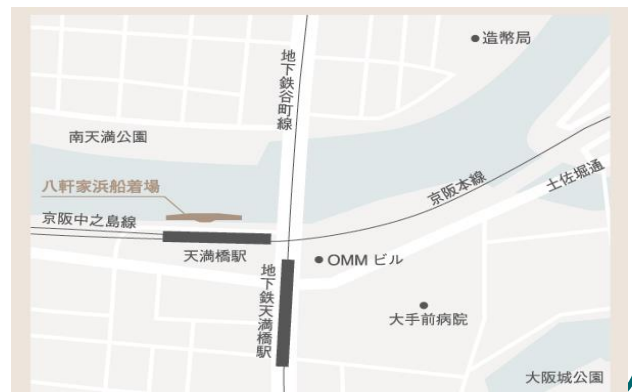 造幣局
地下鉄谷町線
南天満公園
八軒家浜船着場
京阪本線
土佐堀通
京阪中之島線
天満橋駅
OMM ビル
地下鉄天満橋駅
大手前病院
大阪城公園